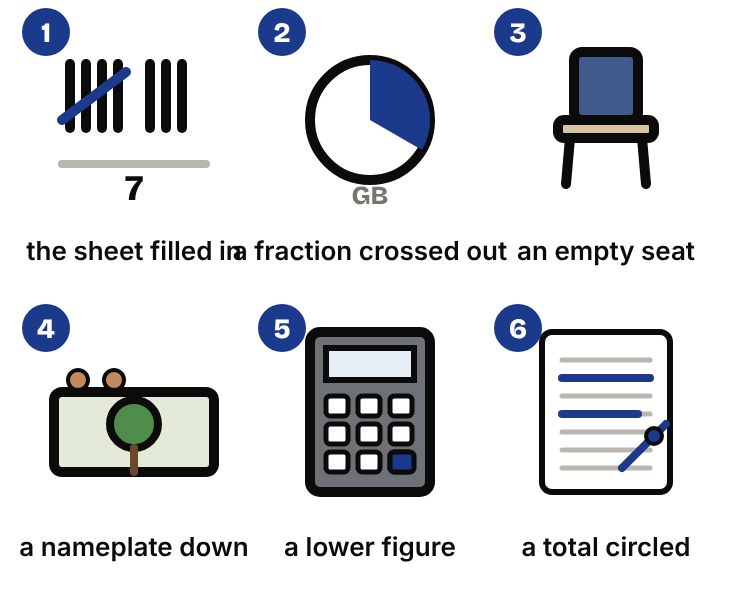 1
2
3
7
GB
the sheet filled in
a fraction crossed out
an empty seat
4
5
6
a nameplate down
a lower figure
a total circled